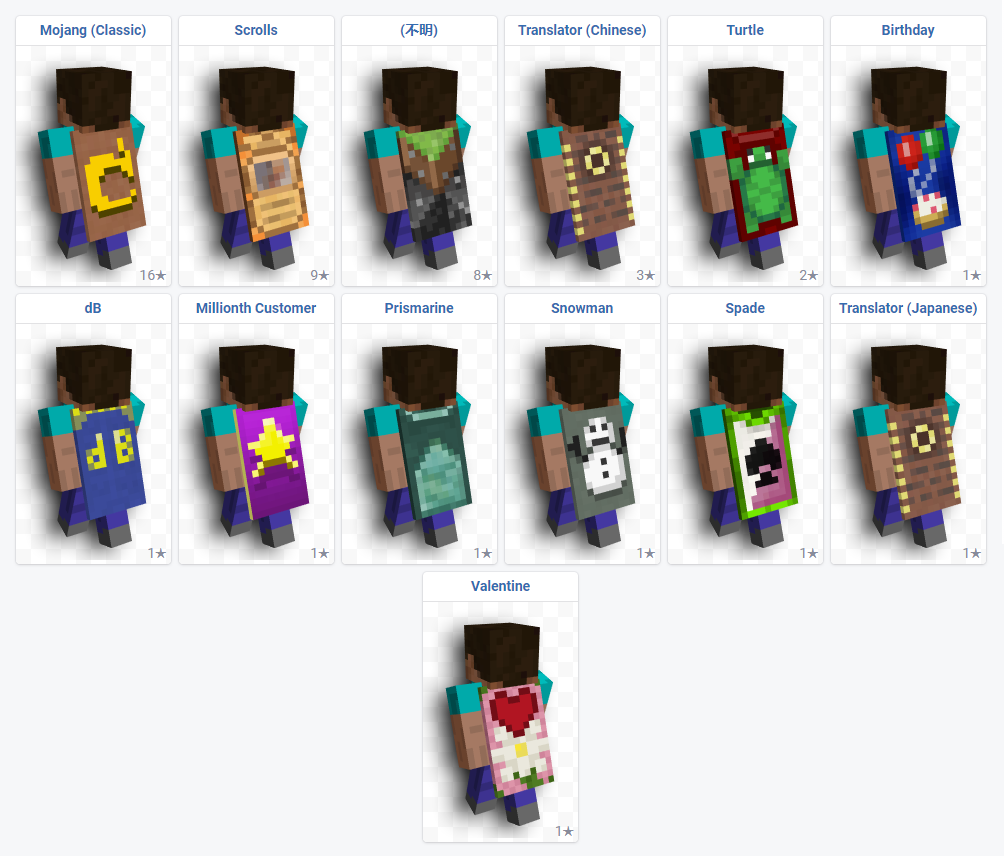 Mojang (Classic)
Scrolls
(不明)
Translator (Chinese)
Turtle
Birthday
16★
9★
8★
3★
2★
1★
dB
Millionth Customer
Prismarine
Snowman
Spade
Translator (Japanese)
dB
1★
1★
1★
1★
1★
1★
Valentine
1★